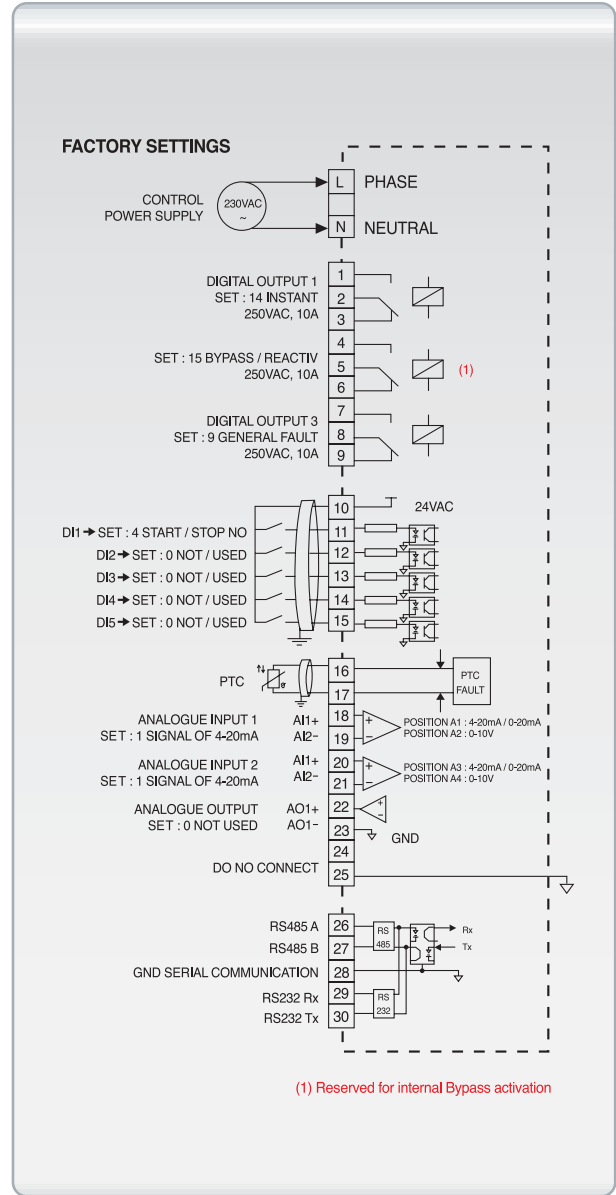 FACTORY SETTINGS
L PHASE
CONTROL
POWER SUPPLY
230VAC
~
N NEUTRAL
DIGITAL OUTPUT 1
SET : 14 INSTANT
250VAC, 10A
1
2
3
SET : 15 BYPASS / REACTIV
250VAC, 10A
4
5
6
(1)
DIGITAL OUTPUT 3
SET : 9 GENERAL FAULT
250VAC, 10A
7
8
9
10 24VAC
DI1➔ SET : 4 START / STOP NO 11
DI2➔ SET : 0 NOT / USED 12
DI3➔ SET : 0 NOT / USED 13
DI4➔ SET : 0 NOT / USED 14
DI5➔ SET : 0 NOT / USED 15
PTC
16
17
PTC
FAULT
ANALOGUE INPUT 1 AI1+ 18 + POSITION A1 : 4-20mA / 0-20mA
SET : 1 SIGNAL OF 4-20mA AI2- 19 - POSITION A2 : 0-10V
ANALOGUE INPUT 2 AI1+ 20 + POSITION A3 : 4-20mA / 0-20mA
SET : 1 SIGNAL OF 4-20mA AI2- 21 - POSITION A4 : 0-10V
ANALOGUE OUTPUT AO1+ 22 + -
SET : 0 NOT USED AO1- 23 GND
24
DO NO CONNECT 25
RS485 A 26 RS 485 Rx
RS485 B 27 Tx
GND SERIAL COMMUNICATION 28
RS232 Rx 29 RS 232
RS232 Tx 30
(1) Reserved for internal Bypass activation